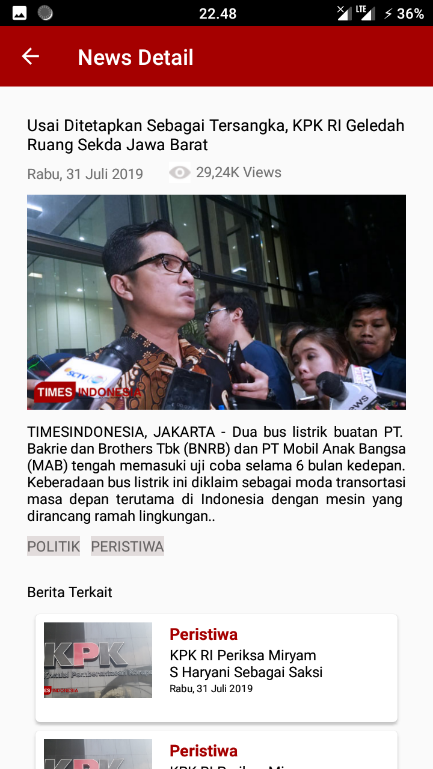 22.48
LTE
36%
News Detail
Usai Ditetapkan Sebagai Tersangka, KPK RI Geledah
Ruang Sekda Jawa Barat
Rabu, 31 Juli 2019
29,24K Views
SCTV
TIMES INDONESIA
TIMESINDONESIA, JAKARTA - Dua bus listrik buatan PT.
Bakrie dan Brothers Tbk (BNRB) dan PT Mobil Anak Bangsa
(MAB) tengah memasuki uji coba selama 6 bulan kedepan.
Keberadaan bus listrik ini diklaim sebagai moda transortasi
masa depan terutama di Indonesia dengan mesin yang
dirancang ramah lingkungan..
POLITIK PERISTIWA
Berita Terkait
KPK
INDONESIA
Peristiwa
KPK RI Periksa Miryam
S Haryani Sebagai Saksi
Rabu, 31 Juli 2019
KPK
Peristiwa